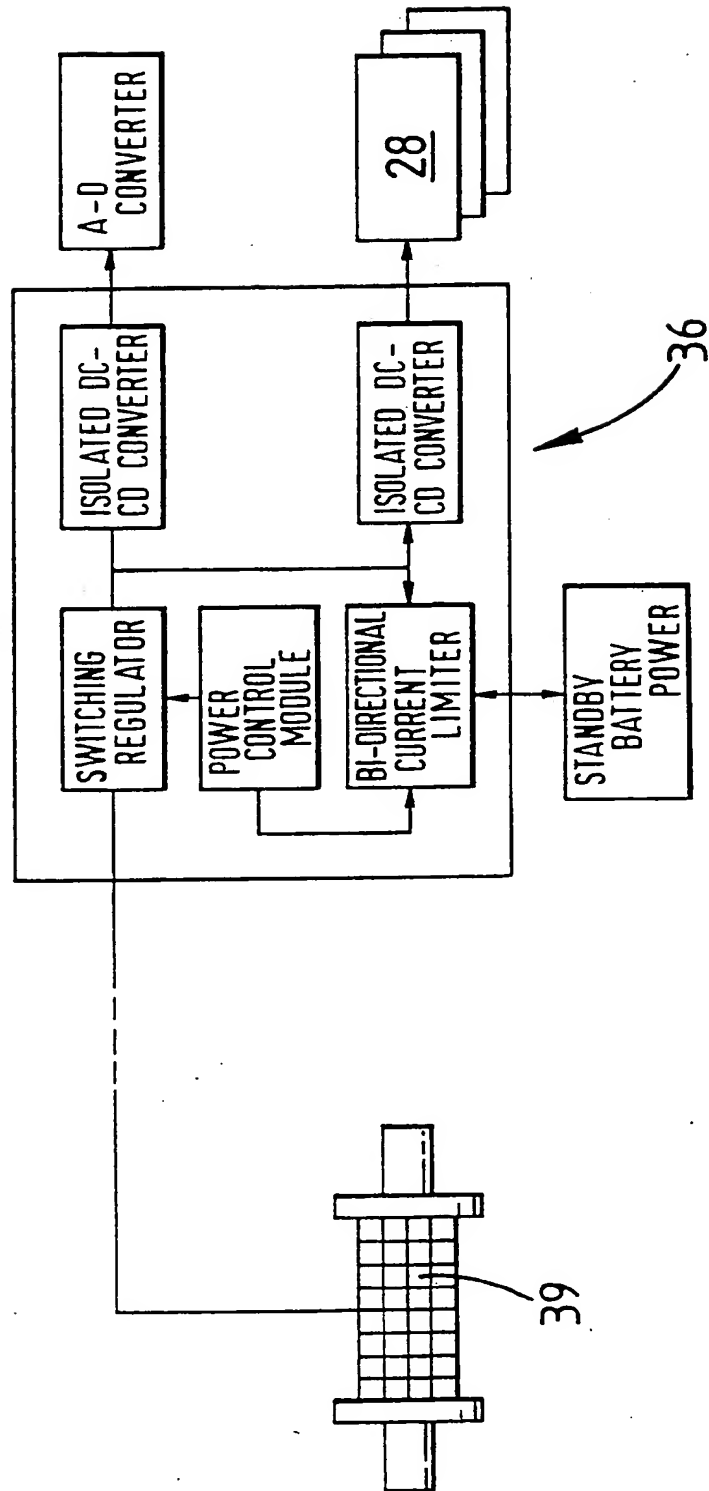 A-D
CONVERTER
ISOLATED DC-
CD CONVERTER
SWITCHING
REGULATOR
POWER
CONTROL
MODULE
28
ISOLATED DC-
CD CONVERTER
BI-DIRECTIONAL
CURRENT
LIMITER
STANDBY
BATTERY
POWER
36
39